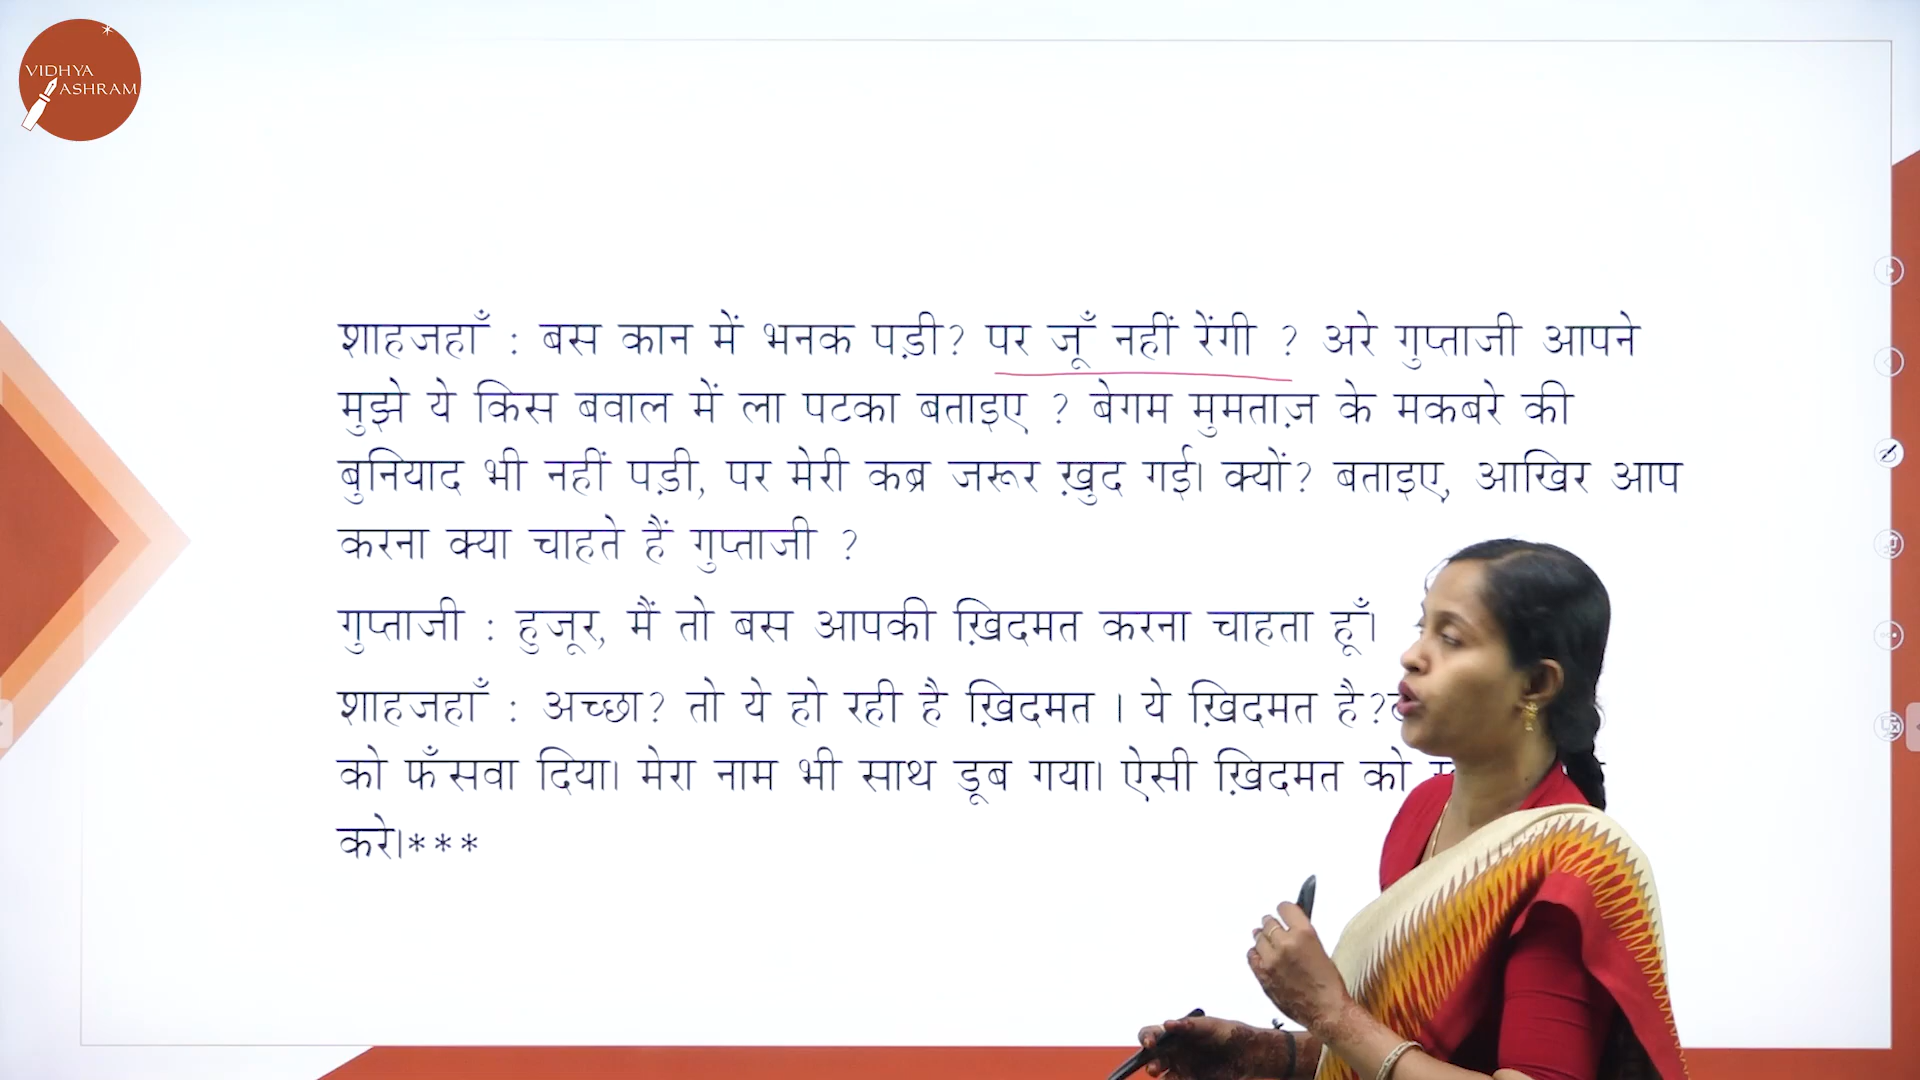 VIDHYA
ASHRAM
शाहजहाँ : बस कान में भनक पड़ी? पर जूँ नहीं रेंगी ? अरे गुप्ताजी आपने
मुझे ये किस बवाल में ला पटका बताइए ? बेगम मुमताज़ के मकबरे की
बुनियाद भी नहीं पड़ी, पर मेरी कब्र जरूर ख़ुद गई। क्यों? बताइए, आखिर आप
करना क्या चाहते हैं गुप्ताजी ?
गुप्ताजी : हुजूर, मैं तो बस आपकी ख़िदमत करना चाहता हूँ।
शाहजहाँ : अच्छा? तो ये हो रही है ख़िदमत । ये ख़िदमत है?
को फँसवा दिया। मेरा नाम भी साथ डूब गया। ऐसी ख़िदमत को
करे।***